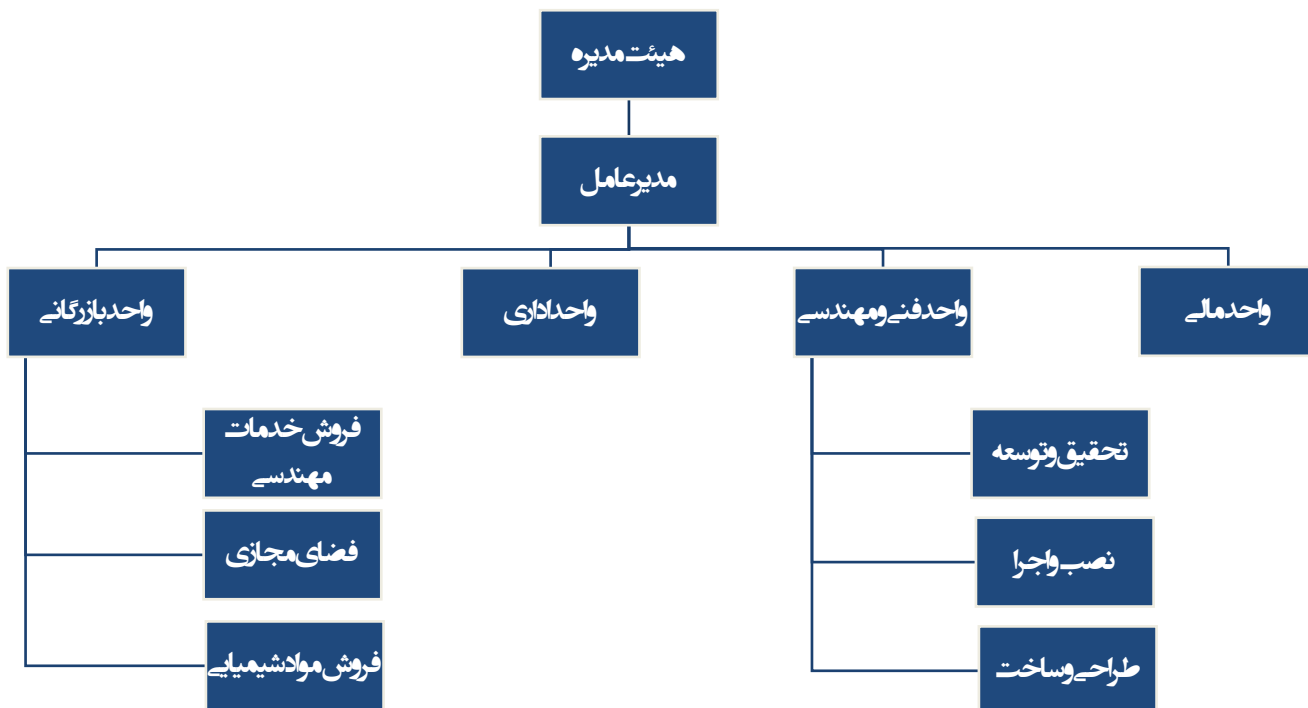 هیئت مدیره
مدیرعامل
واحد مالی
واحد فنی و مهندسی
واحد اداری
واحد بازرگانی
تحقیق و توسعه
نصب و اجرا
طراحی و ساخت
فروش خدمات
مهندسی
فضای مجازی
فروش مواد شیمیایی